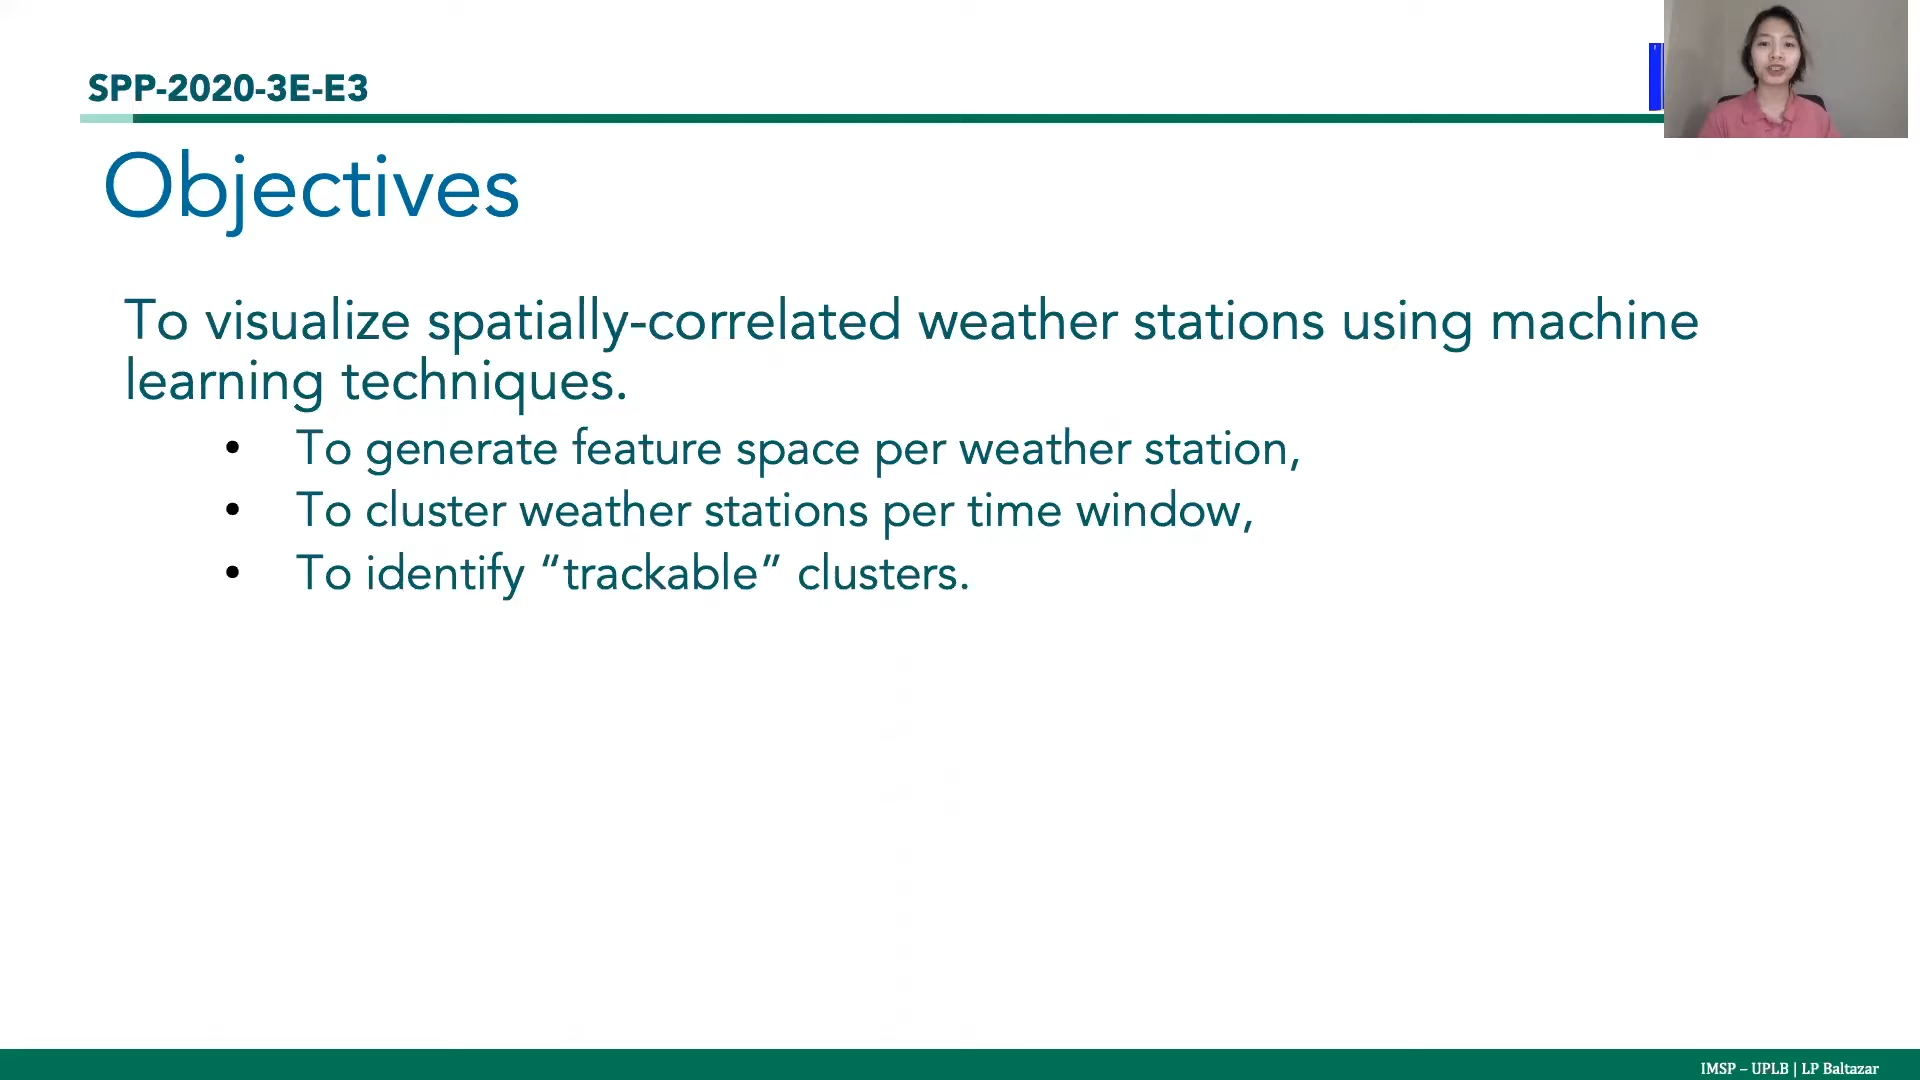 SPP-2020-3E-E3
Objectives
To visualize spatially-correlated weather stations using machine
learning techniques.
• To generate feature space per weather station,
• To cluster weather stations per time window,
• To identify “trackable” clusters.
IMSP – UPLB | LP Baltazar